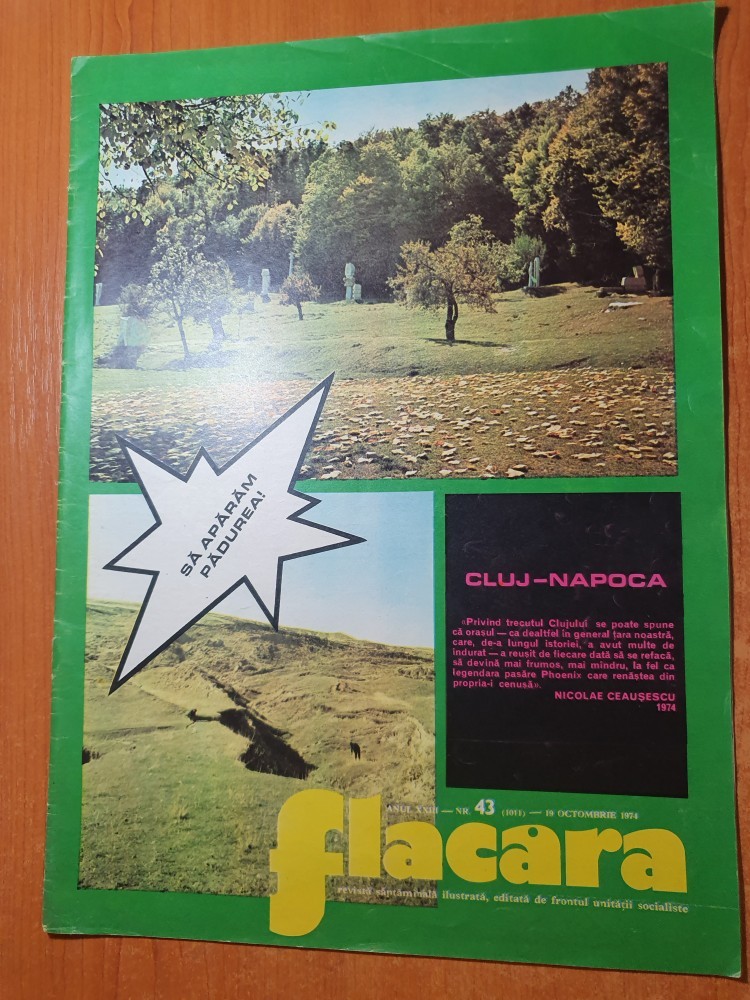 SĂ APĂRĂM
PĂDUREA!
CLUJ–NAPOCA
«Privind trecutul Clujului se poate spune
că orașul — ca dealtfel în general țara noastră,
care, de-a lungul istoriei, a avut multe de
îndurat — a reușit de fiecare dată să se refacă,
să devină mai frumos, mai mîndru, la fel ca
legendara pasăre Phoenix care renăștea din
propria-i cenușă».
NICOLAE CEAUȘESCU
1974
ANUL XXIII — NR. 43 (1011) — 19 OCTOMBRIE 1974
flacara
revistă săptămînală ilustrată, editată de frontul unității socialiste